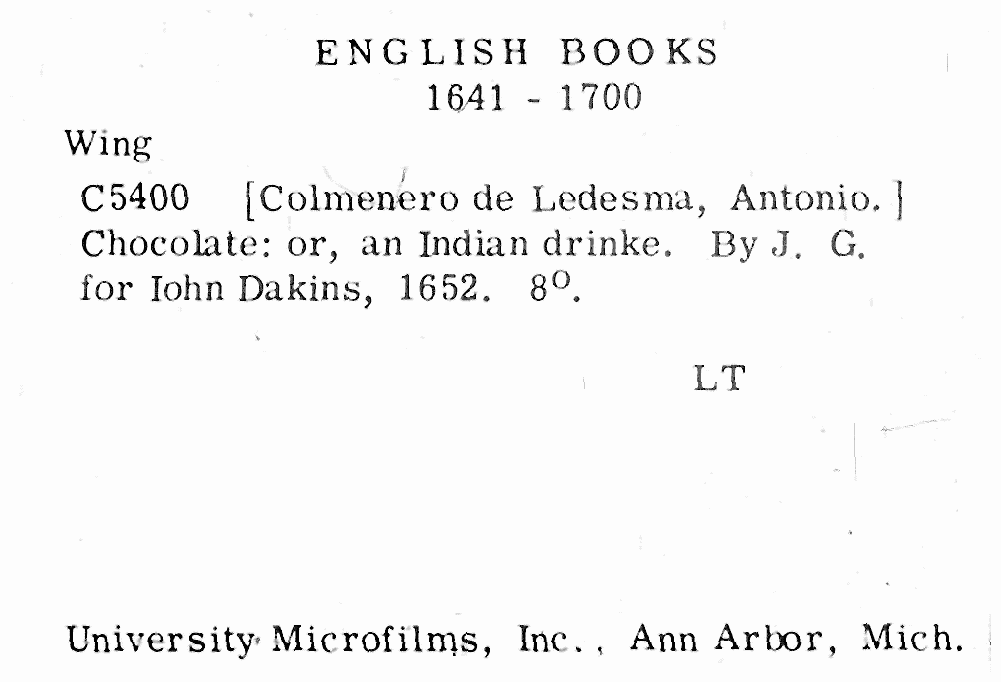 ENGLISH BOOKS
1641 - 1700
Wing
C5400 [Colmenero de Ledesma, Antonio.]
Chocolate: or, an Indian drinke. By J. G.
for Iohn Dakins, 1652. 8º.
LT
University Microfilms, Inc., Ann Arbor, Mich.